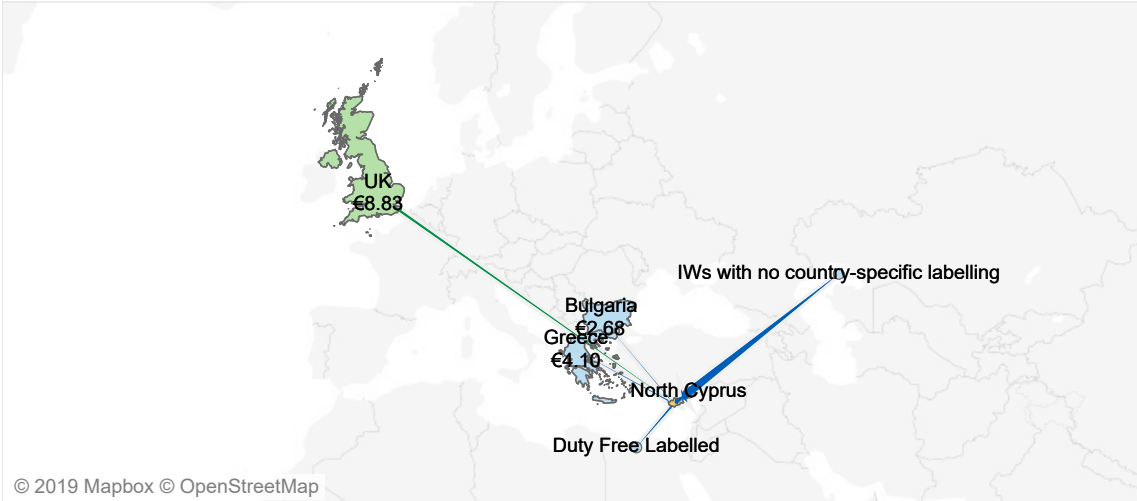 UK
€8.83
IWs with no country-specific labelling
Bulgaria
€2.68
Greece
€4.10
North Cyprus
Duty Free Labelled
© 2019 Mapbox © OpenStreetMap